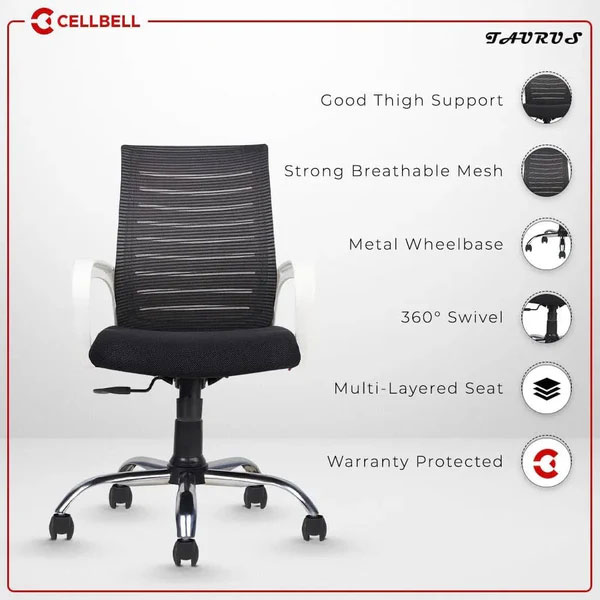 CELLBELL
TAURUS
Good Thigh Support
Strong Breathable Mesh
Metal Wheelbase
360° Swivel
Multi-Layered Seat
Warranty Protected